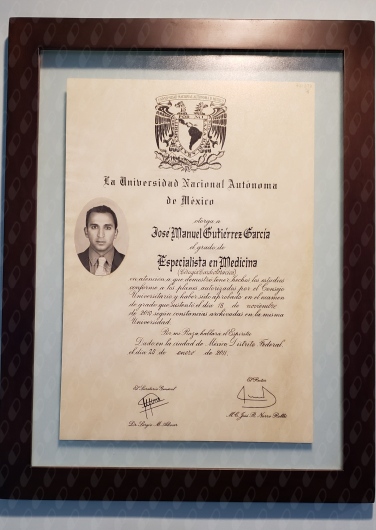 La Universidad Nacional Autónoma
de México
otorga a
José Manuel Gutiérrez García
el grado de
Especialista en Medicina
en atención a que demostró tener hechos los estudios
conforme a los planes autorizados por el Consejo
Universitario y haber sido aprobado en el examen
de grado que sustentó el día 18 de noviembre
de 2010 según constancias archivadas en la misma
Universidad.
Por mi Raza hablará el Espíritu
Dado en la ciudad de México Distrito Federal
el día 25 de enero de 2011.
El Secretario General
El Rector
Dr. Sergio M.
José